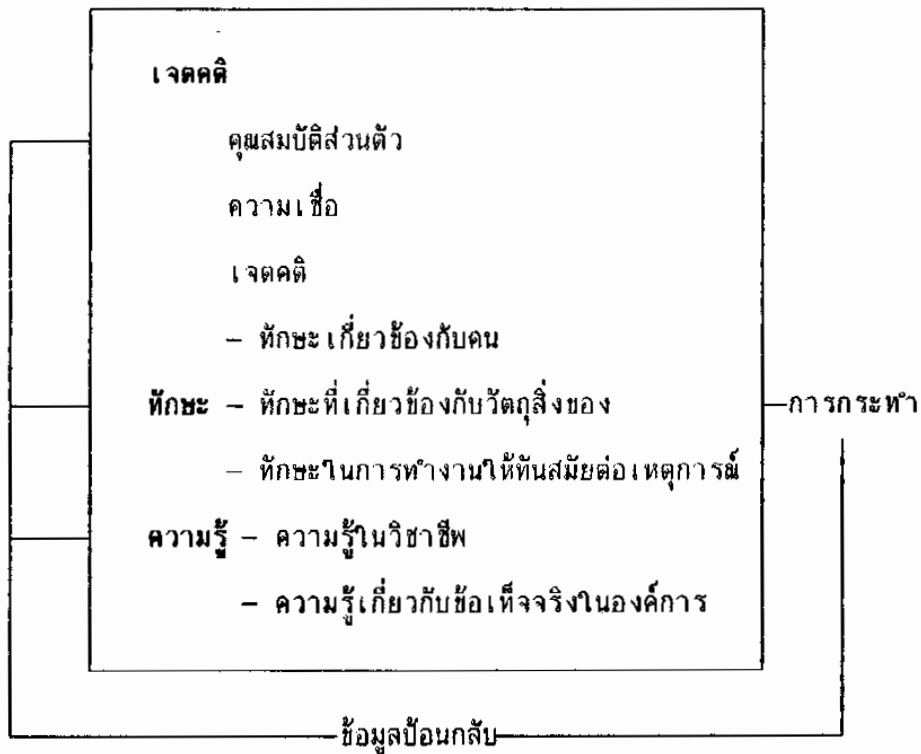 เจตคติ
คุณสมบัติส่วนตัว
ความเชื่อ
เจตคติ
– ทักษะเกี่ยวข้องกับคน
ทักษะ – ทักษะที่เกี่ยวข้องกับวัตถุสิ่งของ
– ทักษะในการทำงานให้ทันสมัยต่อเหตุการณ์
ความรู้ – ความรู้ในวิชาชีพ
– ความรู้เกี่ยวกับข้อเท็จจริงในองค์การ
การกระทำ
ข้อมูลป้อนกลับ